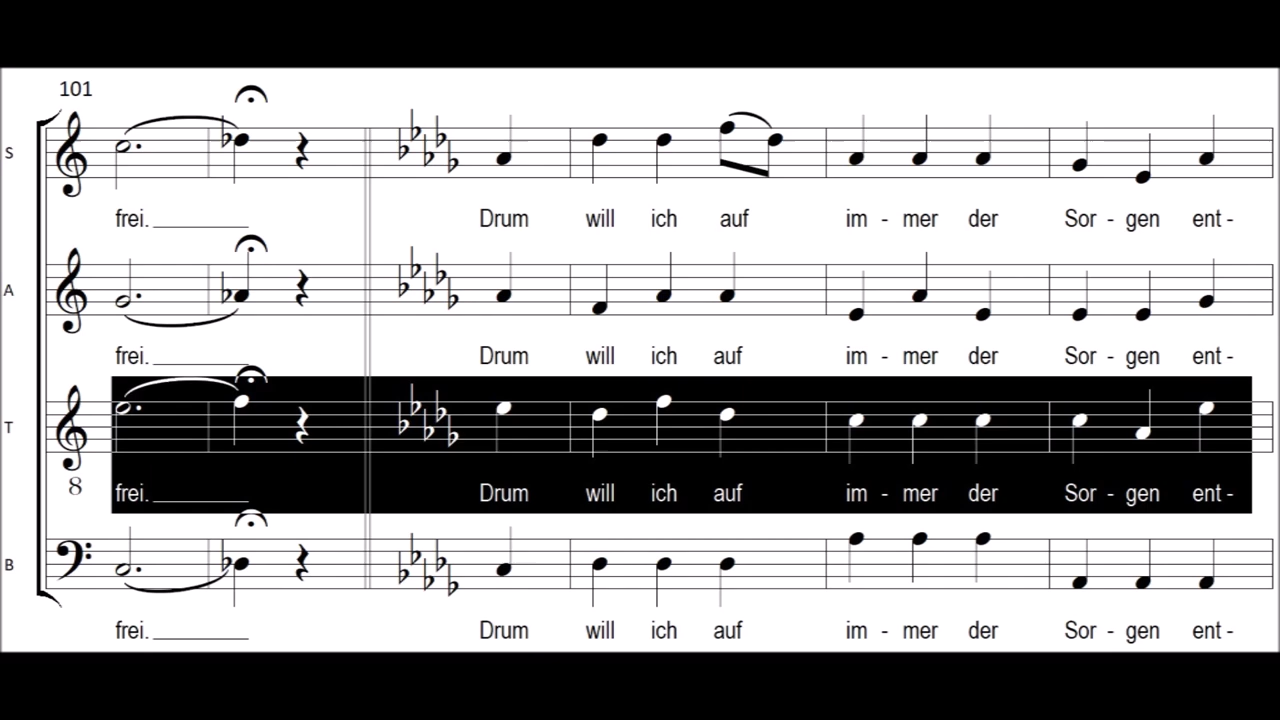 101
S
frei.
Drum will ich auf im - mer der Sor - gen ent -
A
frei.
Drum will ich auf im - mer der Sor - gen ent -
T
8
frei.
Drum will ich auf im - mer der Sor - gen ent -
B
frei.
Drum will ich auf im - mer der Sor - gen ent -